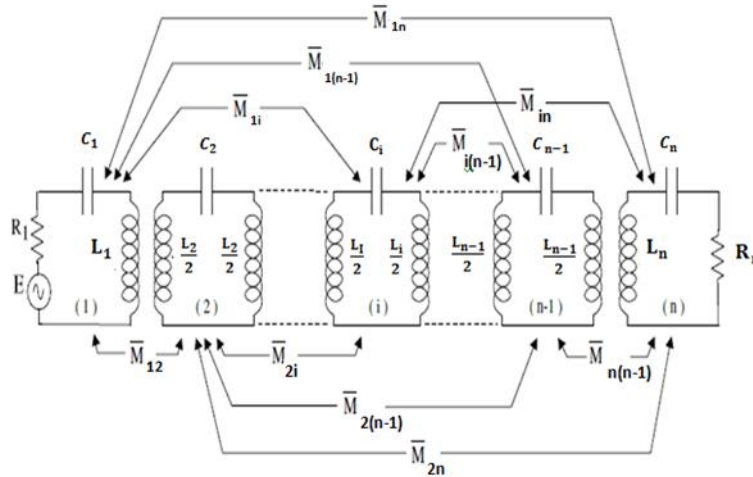 M̅ 1n
M̅ 1(n-1)
M̅ 1i
M̅ in
M̅ i(n-1)
C1 C2 Ci Cn−1 Cn
R1 L1 L2/2 L2/2 LI/2 Li/2 Ln−1/2 Ln−1/2 Ln
E (1) (2) (i) (n-1) (n)
M̅ 12 M̅ 2i M̅ n(n-1)
M̅ 2(n-1)
M̅ 2n